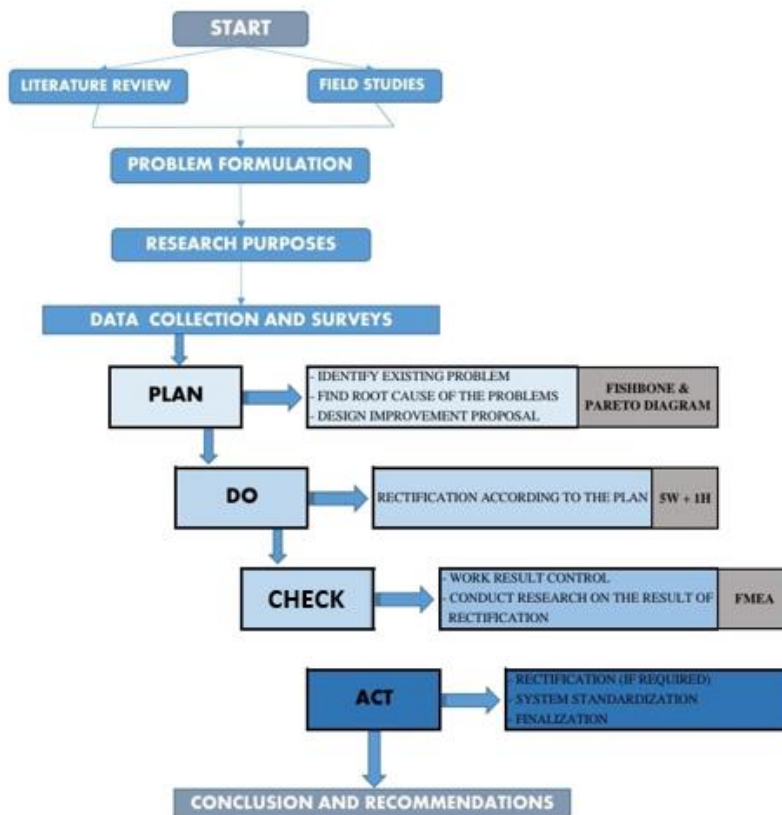 START
LITERATURE REVIEW
FIELD STUDIES
PROBLEM FORMULATION
RESEARCH PURPOSES
DATA COLLECTION AND SURVEYS
PLAN
- IDENTIFY EXISTING PROBLEM
- FIND ROOT CAUSE OF THE PROBLEMS
- DESIGN IMPROVEMENT PROPOSAL
FISHBONE &
PARETO DIAGRAM
DO
RECTIFICATION ACCORDING TO THE PLAN
5W + 1H
CHECK
- WORK RESULT CONTROL
- CONDUCT RESEARCH ON THE RESULT OF
RECTIFICATION
FMEA
ACT
- RECTIFICATION (IF REQUIRED)
- SYSTEM STANDARDIZATION
- FINALIZATION
CONCLUSION AND RECOMMENDATIONS